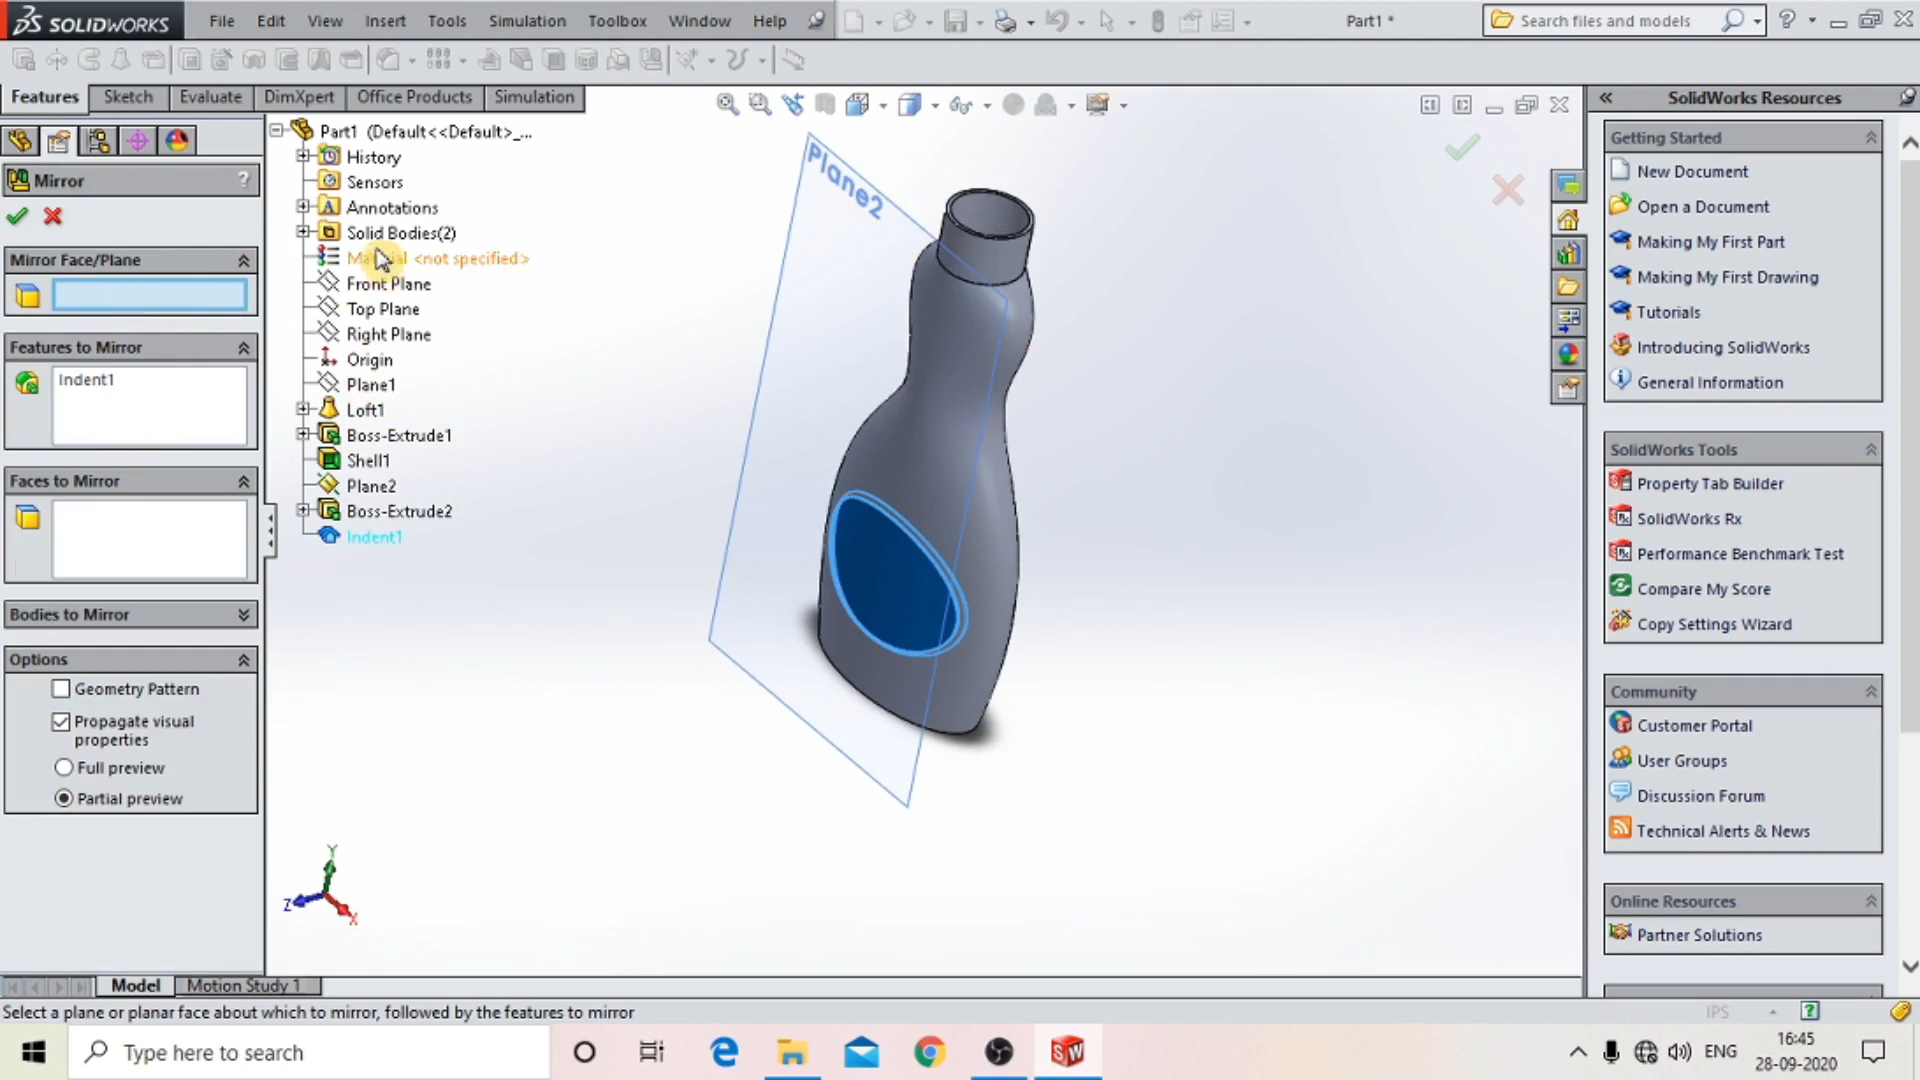 SOLIDWORKS File Edit View Insert Tools Simulation Toolbox Window Help Part1 * Search files and models
Features Sketch Evaluate DimXpert Office Products Simulation
Mirror ?
Mirror Face/Plane
Features to Mirror
Indent1
Faces to Mirror
Bodies to Mirror
Options
Geometry Pattern
Propagate visual
properties
Full preview
Partial preview
Part1 (Default<<Default>_...
History
Sensors
Annotations
Solid Bodies(2)
Material <not specified>
Front Plane
Top Plane
Right Plane
Origin
Plane1
Loft1
Boss-Extrude1
Shell1
Plane2
Boss-Extrude2
Indent1
Plane2
Y
Z
X
SolidWorks Resources
Getting Started
New Document
Open a Document
Making My First Part
Making My First Drawing
Tutorials
Introducing SolidWorks
General Information
SolidWorks Tools
Property Tab Builder
SolidWorks Rx
Performance Benchmark Test
Compare My Score
Copy Settings Wizard
Community
Customer Portal
User Groups
Discussion Forum
Technical Alerts & News
Online Resources
Partner Solutions
Model Motion Study 1
Select a plane or planar face about which to mirror, followed by the features to mirror IPS
Type here to search ENG 16:45
28-09-2020